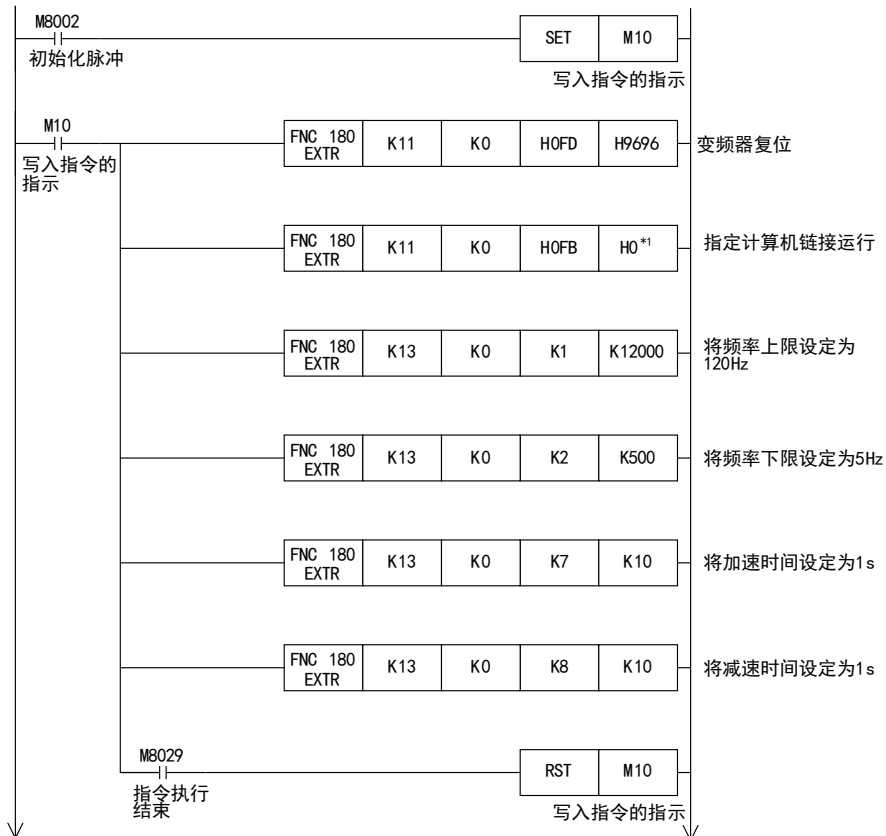 M8002
初始化脉冲
SET M10
写入指令的指示
M10
写入指令的
指示
FNC 180
EXTR
K11 K0 H0FD H9696
变频器复位
FNC 180
EXTR
K11 K0 H0FB H0*1
指定计算机链接运行
FNC 180
EXTR
K13 K0 K1 K12000
将频率上限设定为
120Hz
FNC 180
EXTR
K13 K0 K2 K500
将频率下限设定为5Hz
FNC 180
EXTR
K13 K0 K7 K10
将加速时间设定为1s
FNC 180
EXTR
K13 K0 K8 K10
将减速时间设定为1s
M8029
指令执行
结束
RST M10
写入指令的指示